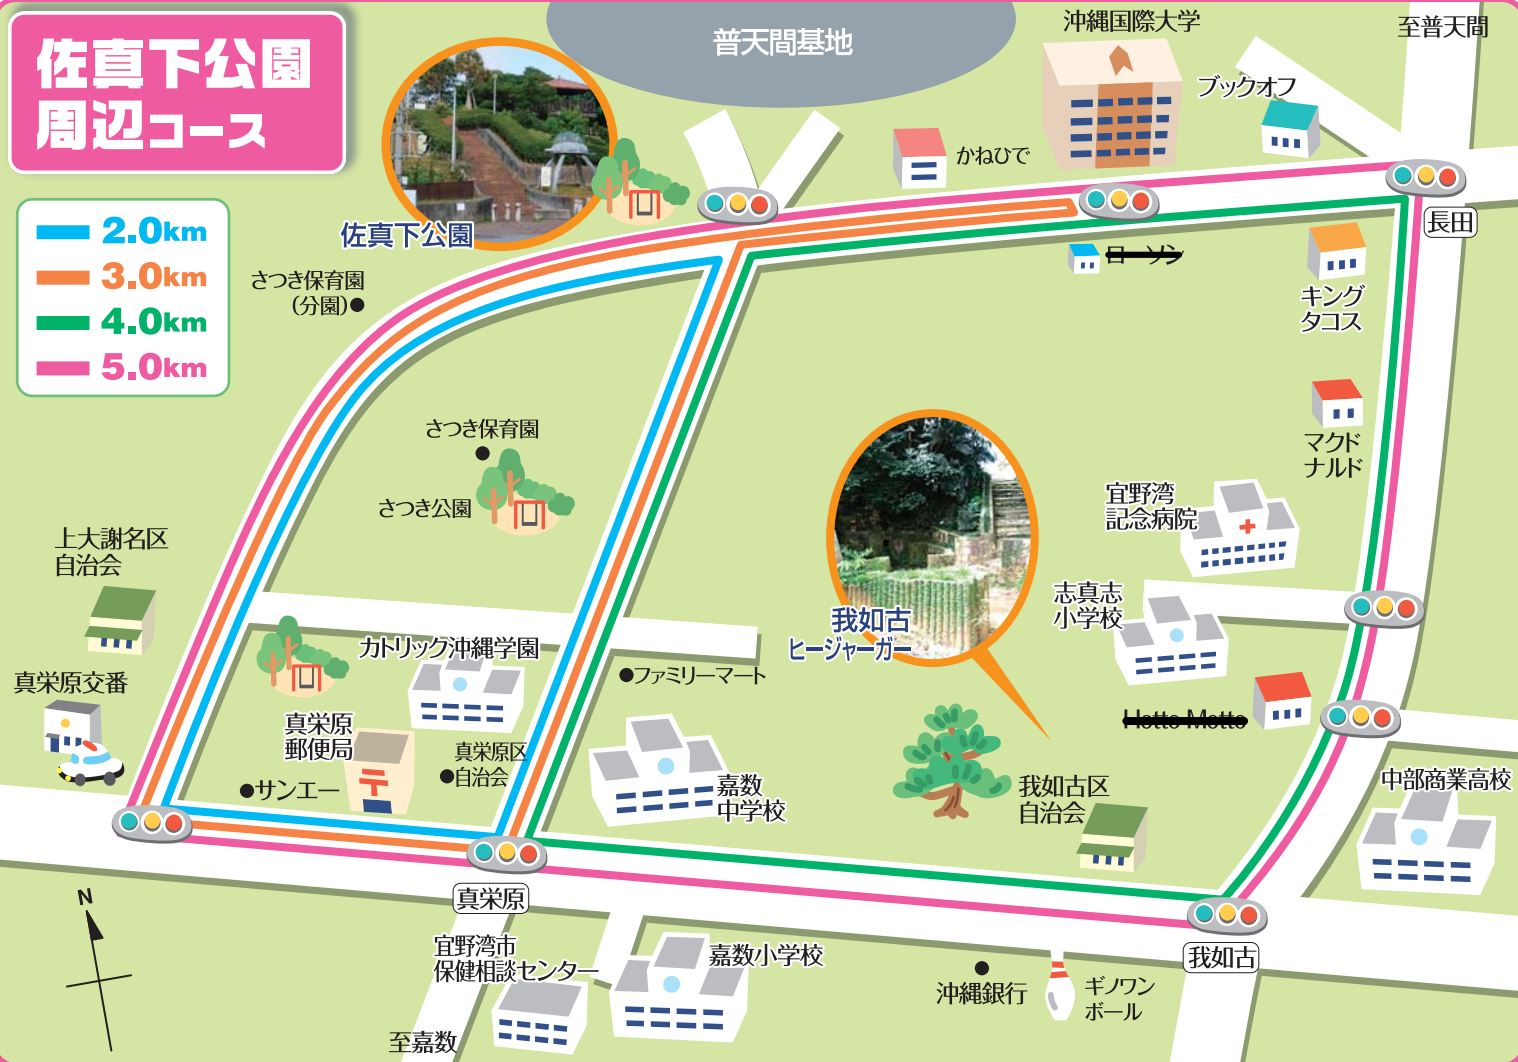 佐真下公園
周辺コース
2.0km
3.0km
4.0km
5.0km
普天間基地
沖縄国際大学
至普天間
ブックオフ
かねひで
長田
佐真下公園
ローソン
さつき保育園
(分園)
キング
タコス
さつき保育園
さつき公園
マクド
ナルド
宜野湾
記念病院
上大謝名区
自治会
志真志
小学校
我如古
ヒージャーガー
カトリック沖縄学園
ファミリーマート
真栄原交番
真栄原
郵便局
真栄原区
自治会
サンエー
Hotto Motto
嘉数
中学校
我如古区
自治会
中部商業高校
真栄原
N
宜野湾市
保健相談センター
嘉数小学校
我如古
沖縄銀行
ギノワン
ボール
至嘉数